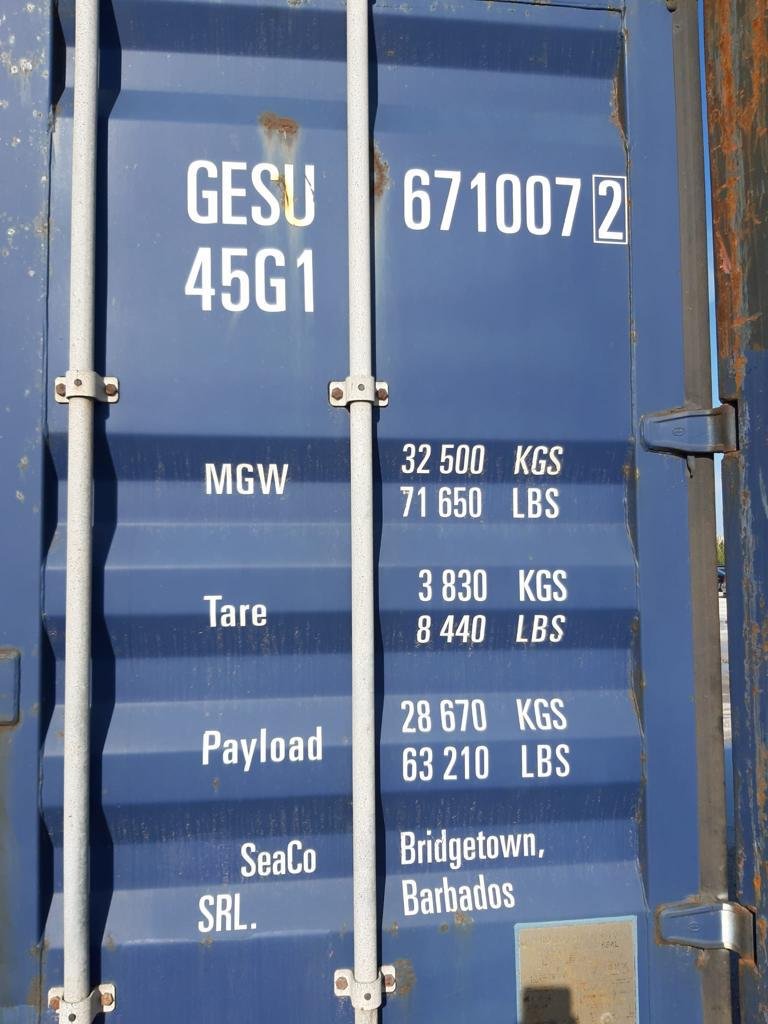 GESU 671007 2
45G1
MGW 32 500 KGS
71 650 LBS
Tare 3 830 KGS
8 440 LBS
Payload 28 670 KGS
63 210 LBS
SeaCo Bridgetown,
SRL. Barbados